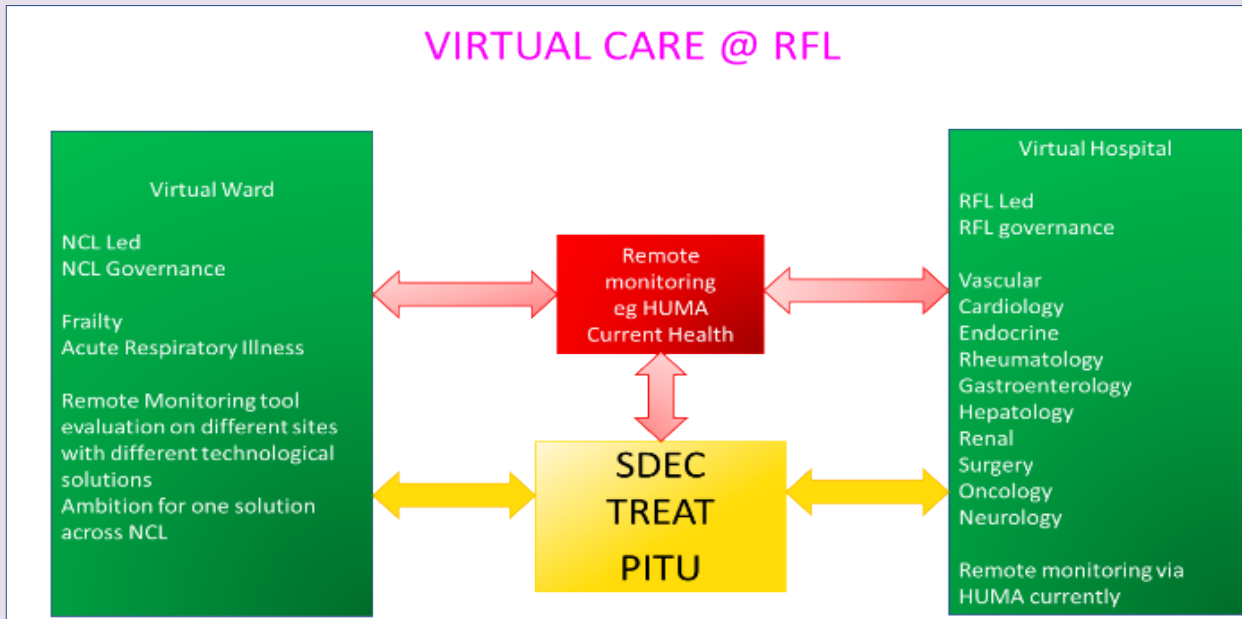 VIRTUAL CARE @ RFL
Virtual Ward
NCL Led
NCL Governance
Frailty
Acute Respiratory Illness
Remote Monitoring tool
evaluation on different sites
with different technological
solutions
Ambition for one solution
across NCL
Remote
monitoring
eg HUMA
Current Health
SDEC
TREAT
PITU
Virtual Hospital
RFL Led
RFL governance
Vascular
Cardiology
Endocrine
Rheumatology
Gastroenterology
Hepatology
Renal
Surgery
Oncology
Neurology
Remote monitoring via
HUMA currently